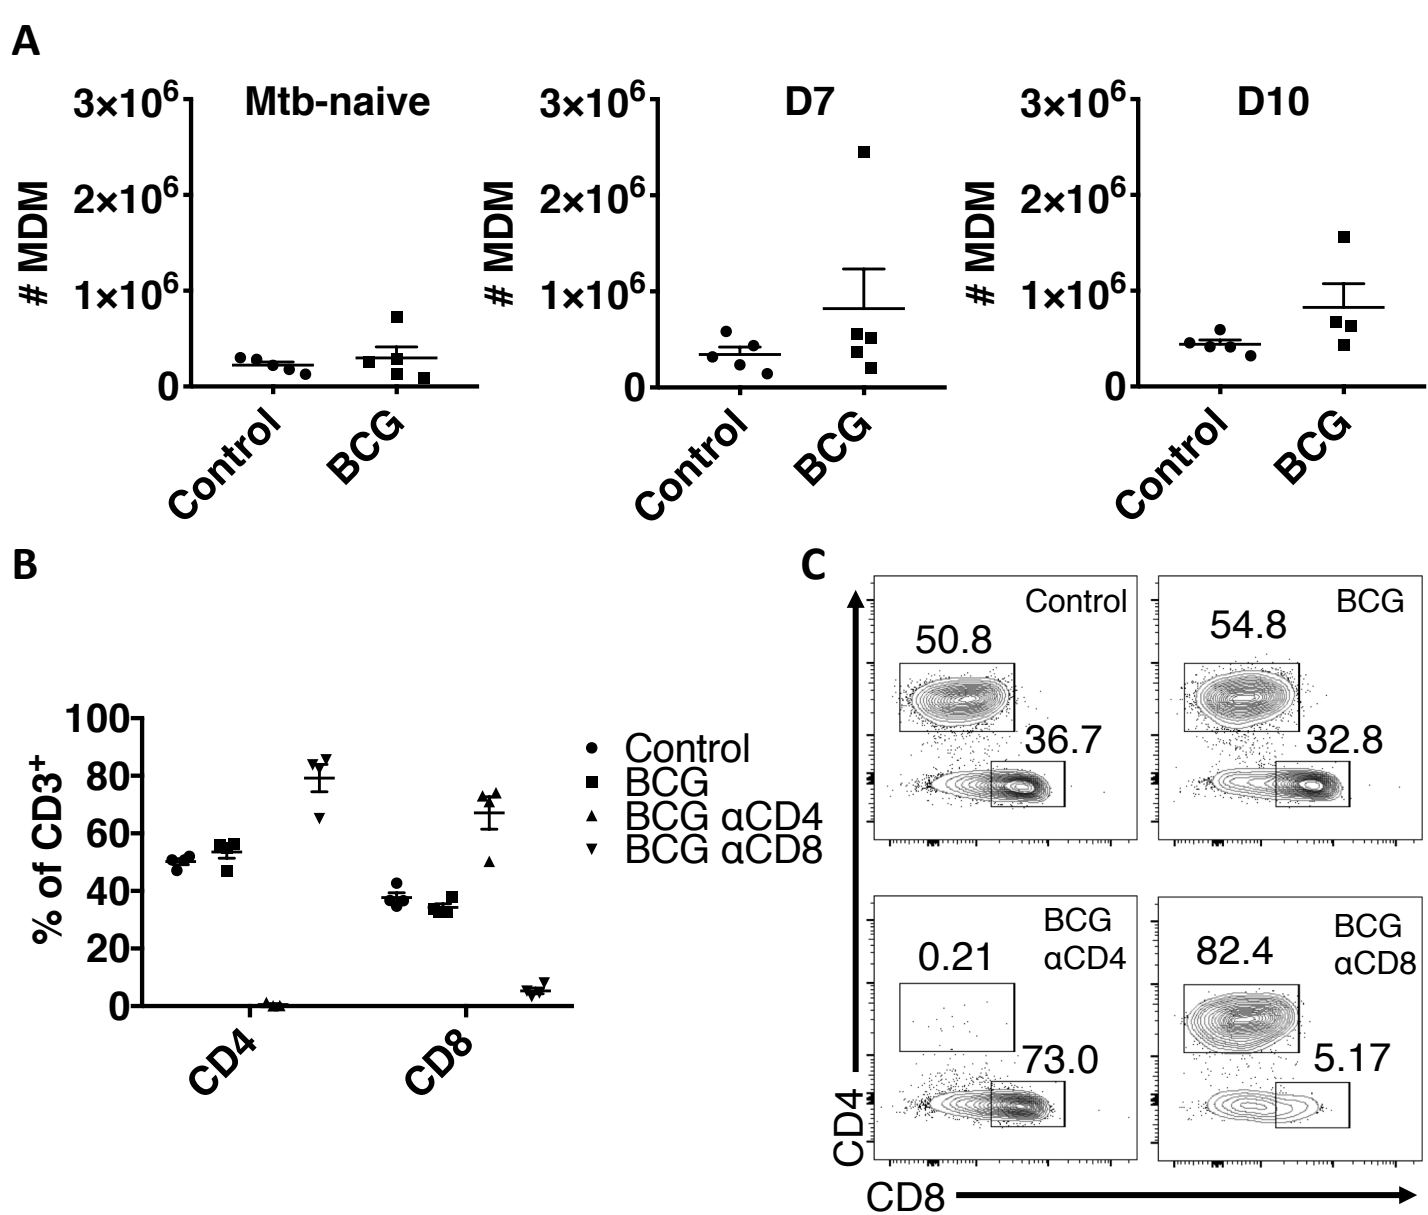 A
Mtb-naive
3×10⁶
2×10⁶
1×10⁶
0
# MDM
Control
BCG
D7
3×10⁶
2×10⁶
1×10⁶
0
# MDM
Control
BCG
D10
3×10⁶
2×10⁶
1×10⁶
0
# MDM
Control
BCG
B
100
80
60
40
20
0
% of CD3⁺
CD4
CD8
Control
BCG
BCG αCD4
BCG αCD8
C
Control
50.8
36.7
BCG
54.8
32.8
BCG
αCD4
0.21
73.0
BCG
αCD8
82.4
5.17
CD4
CD8